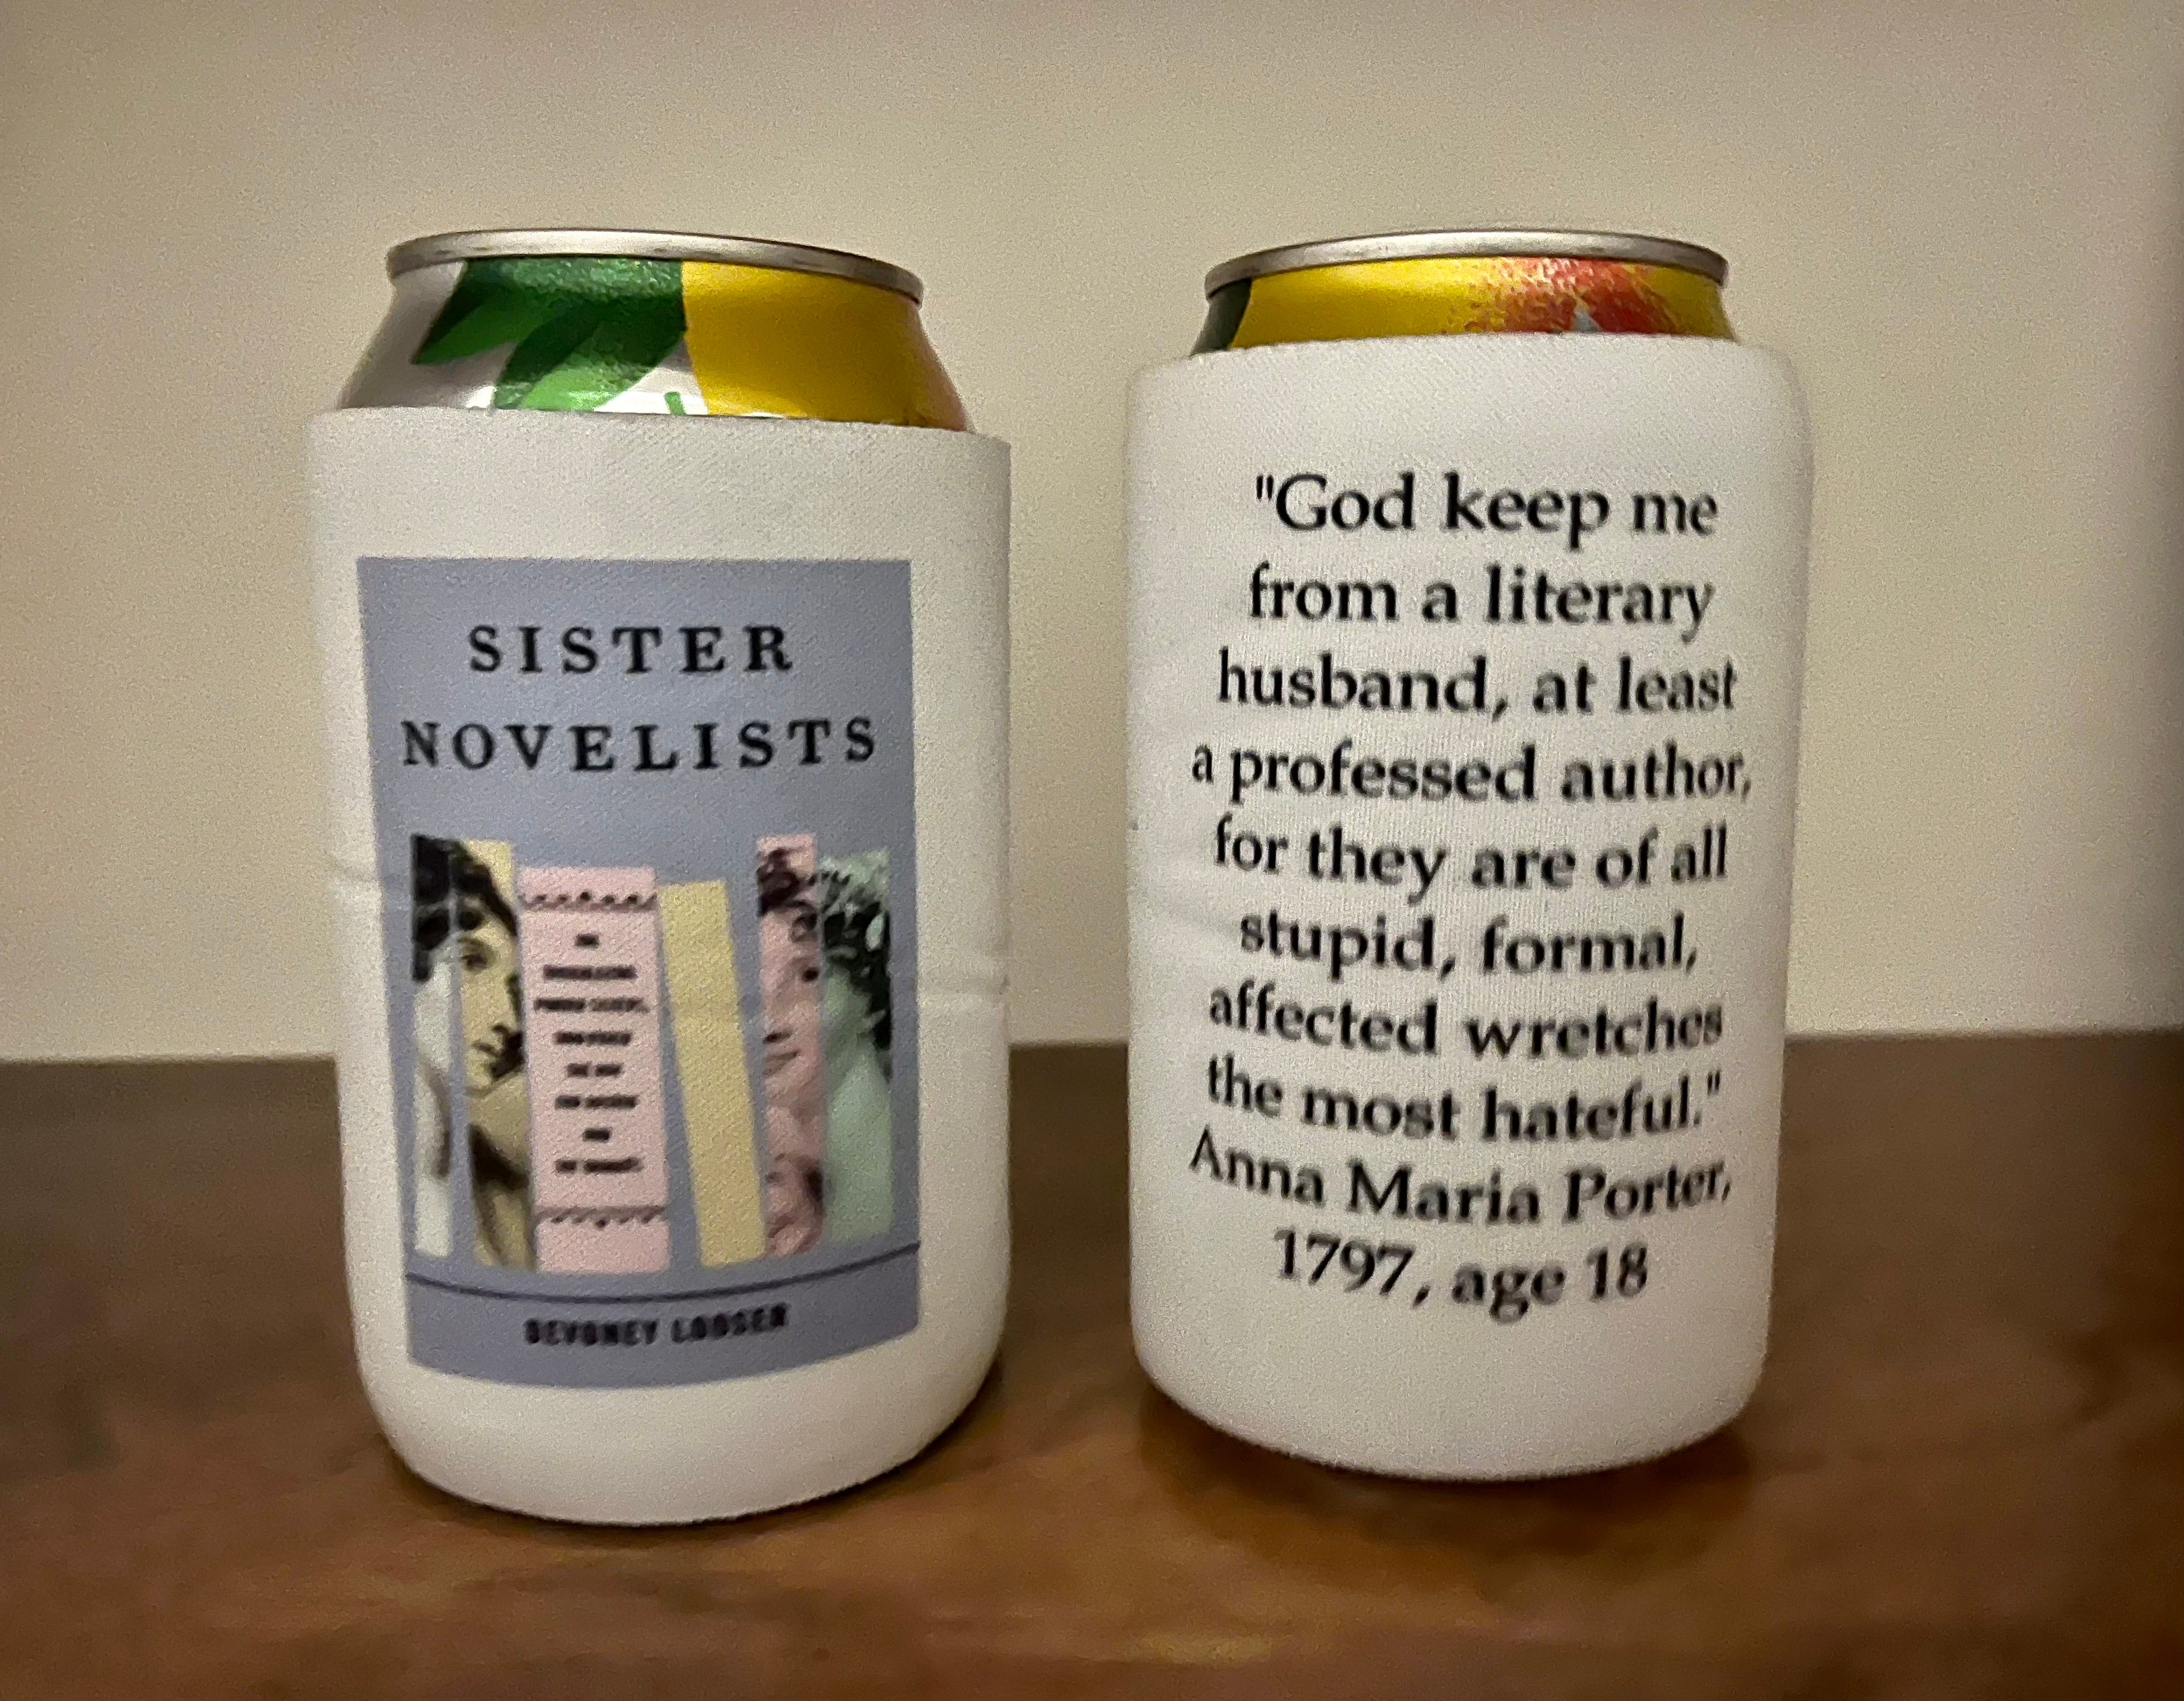 SISTER
NOVELISTS
DEVONEY LOOSER
"God keep me
from a literary
husband, at least
a professed author,
for they are of all
stupid, formal,
affected wretches
the most hateful."
Anna Maria Porter,
1797, age 18